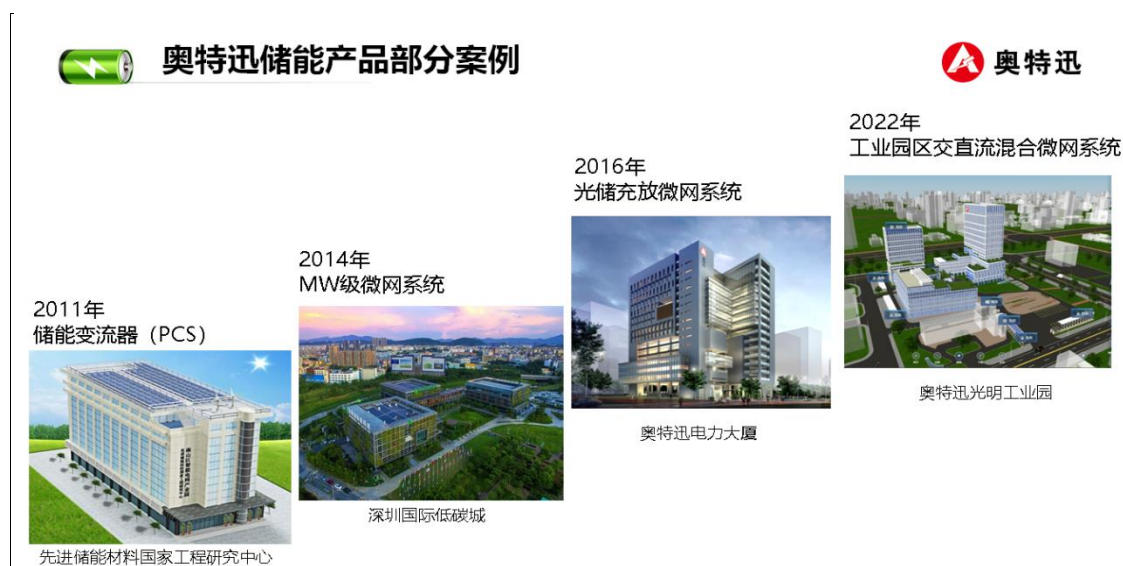 奥特迅储能产品部分案例
奥特迅
2011年
储能变流器（PCS）
先进储能材料国家工程研究中心
2014年
MW级微网系统
深圳国际低碳城
2016年
光储充放微网系统
奥特迅电力大厦
2022年
工业园区交直流混合微网系统
奥特迅光明工业园